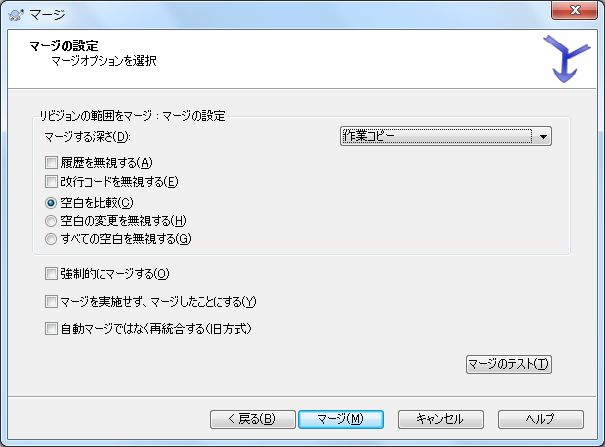 マージ
マージの設定
マージオプションを選択
リビジョンの範囲をマージ：マージの設定
マージする深さ(D):
作業コピー
履歴を無視する(A)
改行コードを無視する(E)
空白を比較(C)
空白の変更を無視する(H)
すべての空白を無視する(G)
強制的にマージする(O)
マージを実施せず、マージしたことにする(Y)
自動マージではなく再統合する(旧方式)
マージのテスト(T)
< 戻る(B)
マージ(M)
キャンセル
ヘルプ